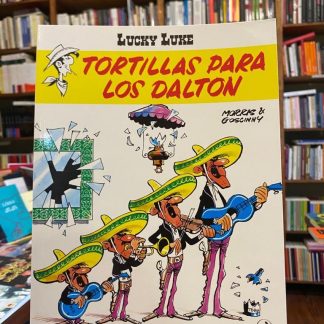 LUCKY LUKE
TORTILLAS PARA
LOS DALTON
MORRIS &
GOSCINNY